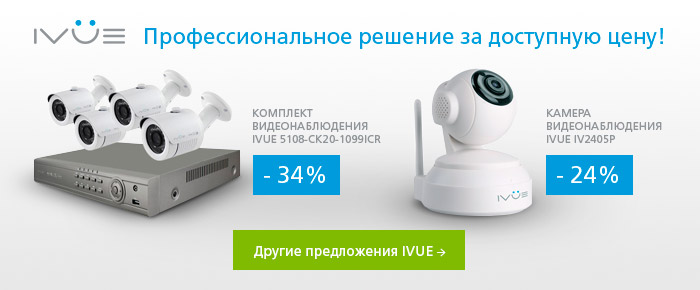 IVUE Профессиональное решение за доступную цену!
КОМПЛЕКТ
ВИДЕОНАБЛЮДЕНИЯ
IVUE 5108-CK20-1099ICR
- 34%
КАМЕРА
ВИДЕОНАБЛЮДЕНИЯ
IVUE IV2405P
- 24%
IVUE
Другие предложения IVUE →